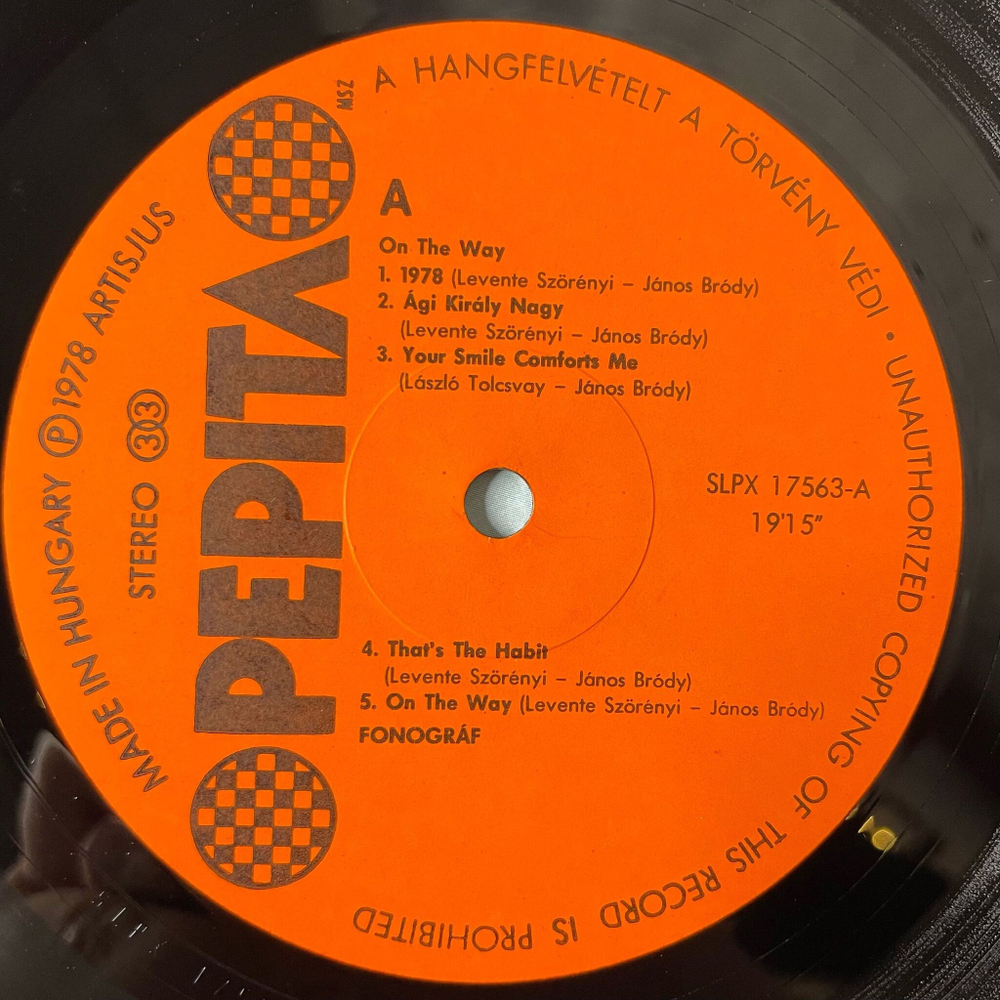 A HANGFELVÉTELT A TÖRVÉNY VÉDI • UNAUTHORIZED COPYING OF THIS RECORD IS PROHIBITED
MADE IN HUNGARY Ⓟ 1978 ARTISJUS
STEREO 33
PEPITA
MSZ
A
On The Way
1. 1978 (Levente Szörényi – János Bródy)
2. Ági Király Nagy
(Levente Szörényi – János Bródy)
3. Your Smile Comforts Me
(László Tolcsvay – János Bródy)
SLPX 17563-A
19'15"
4. That's The Habit
(Levente Szörényi – János Bródy)
5. On The Way (Levente Szörényi – János Bródy)
FONOGRÁF